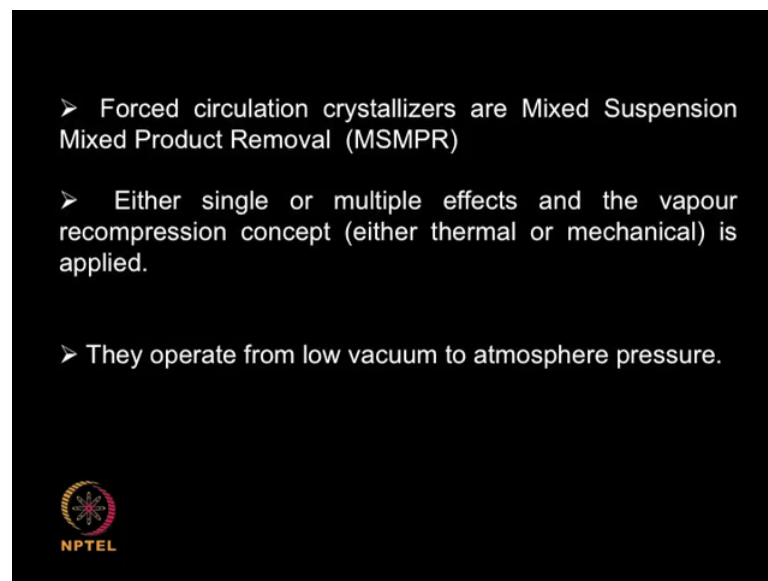 ➢ Forced circulation crystallizers are Mixed Suspension
Mixed Product Removal (MSMPR)
➢ Either single or multiple effects and the vapour
recompression concept (either thermal or mechanical) is
applied.
➢ They operate from low vacuum to atmosphere pressure.
NPTEL